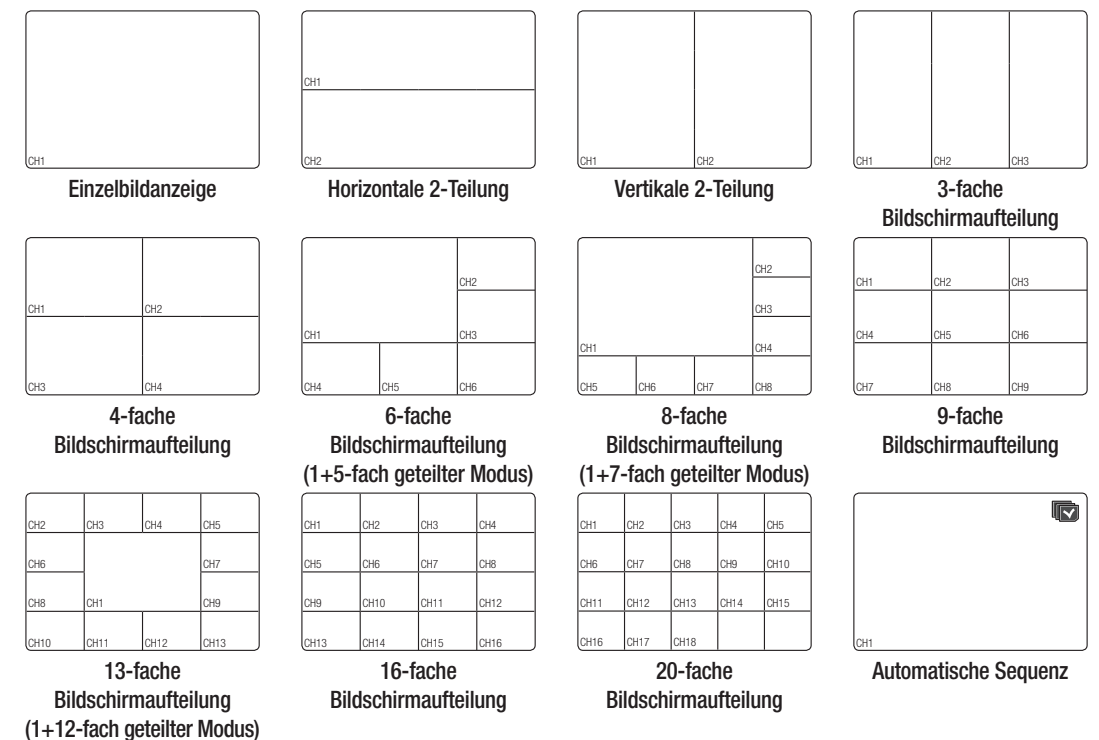 CH1
Einzelbildanzeige
CH1
CH2
Horizontale 2-Teilung
CH1 CH2
Vertikale 2-Teilung
CH1 CH2 CH3
3-fache
Bildschirmaufteilung
CH1 CH2
CH3 CH4
4-fache
Bildschirmaufteilung
CH2
CH1 CH3
CH4 CH5 CH6
6-fache
Bildschirmaufteilung
(1+5-fach geteilter Modus)
CH2
CH3
CH1 CH4
CH5 CH6 CH7 CH8
8-fache
Bildschirmaufteilung
(1+7-fach geteilter Modus)
CH1 CH2 CH3
CH4 CH5 CH6
CH7 CH8 CH9
9-fache
Bildschirmaufteilung
CH2 CH3 CH4 CH5
CH6 CH7
CH8 CH1 CH9
CH10 CH11 CH12 CH13
13-fache
Bildschirmaufteilung
(1+12-fach geteilter Modus)
CH1 CH2 CH3 CH4
CH5 CH6 CH7 CH8
CH9 CH10 CH11 CH12
CH13 CH14 CH15 CH16
16-fache
Bildschirmaufteilung
CH1 CH2 CH3 CH4 CH5
CH6 CH7 CH8 CH9 CH10
CH11 CH12 CH13 CH14 CH15
CH16 CH17 CH18
20-fache
Bildschirmaufteilung
CH1
Automatische Sequenz